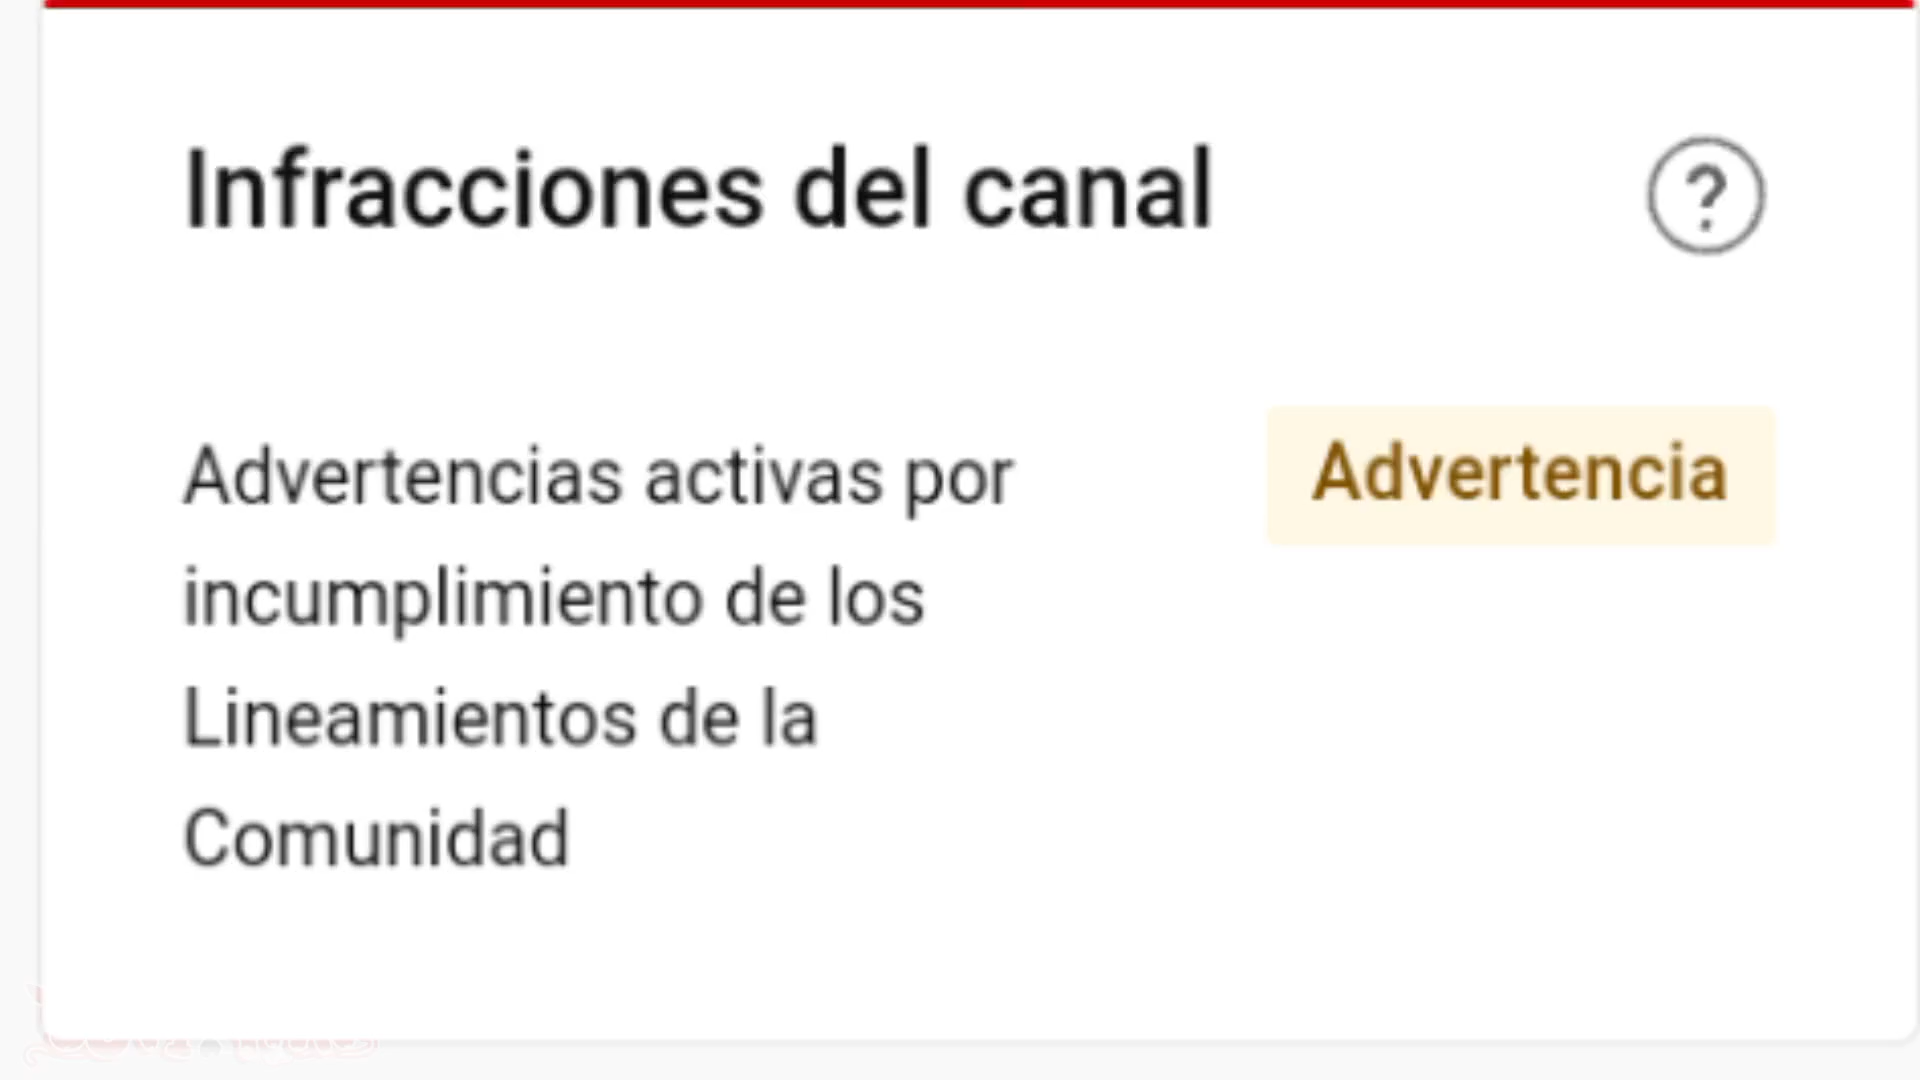 Infracciones del canal
?
Advertencias activas por
Advertencia
incumplimiento de los
Lineamientos de la
Comunidad